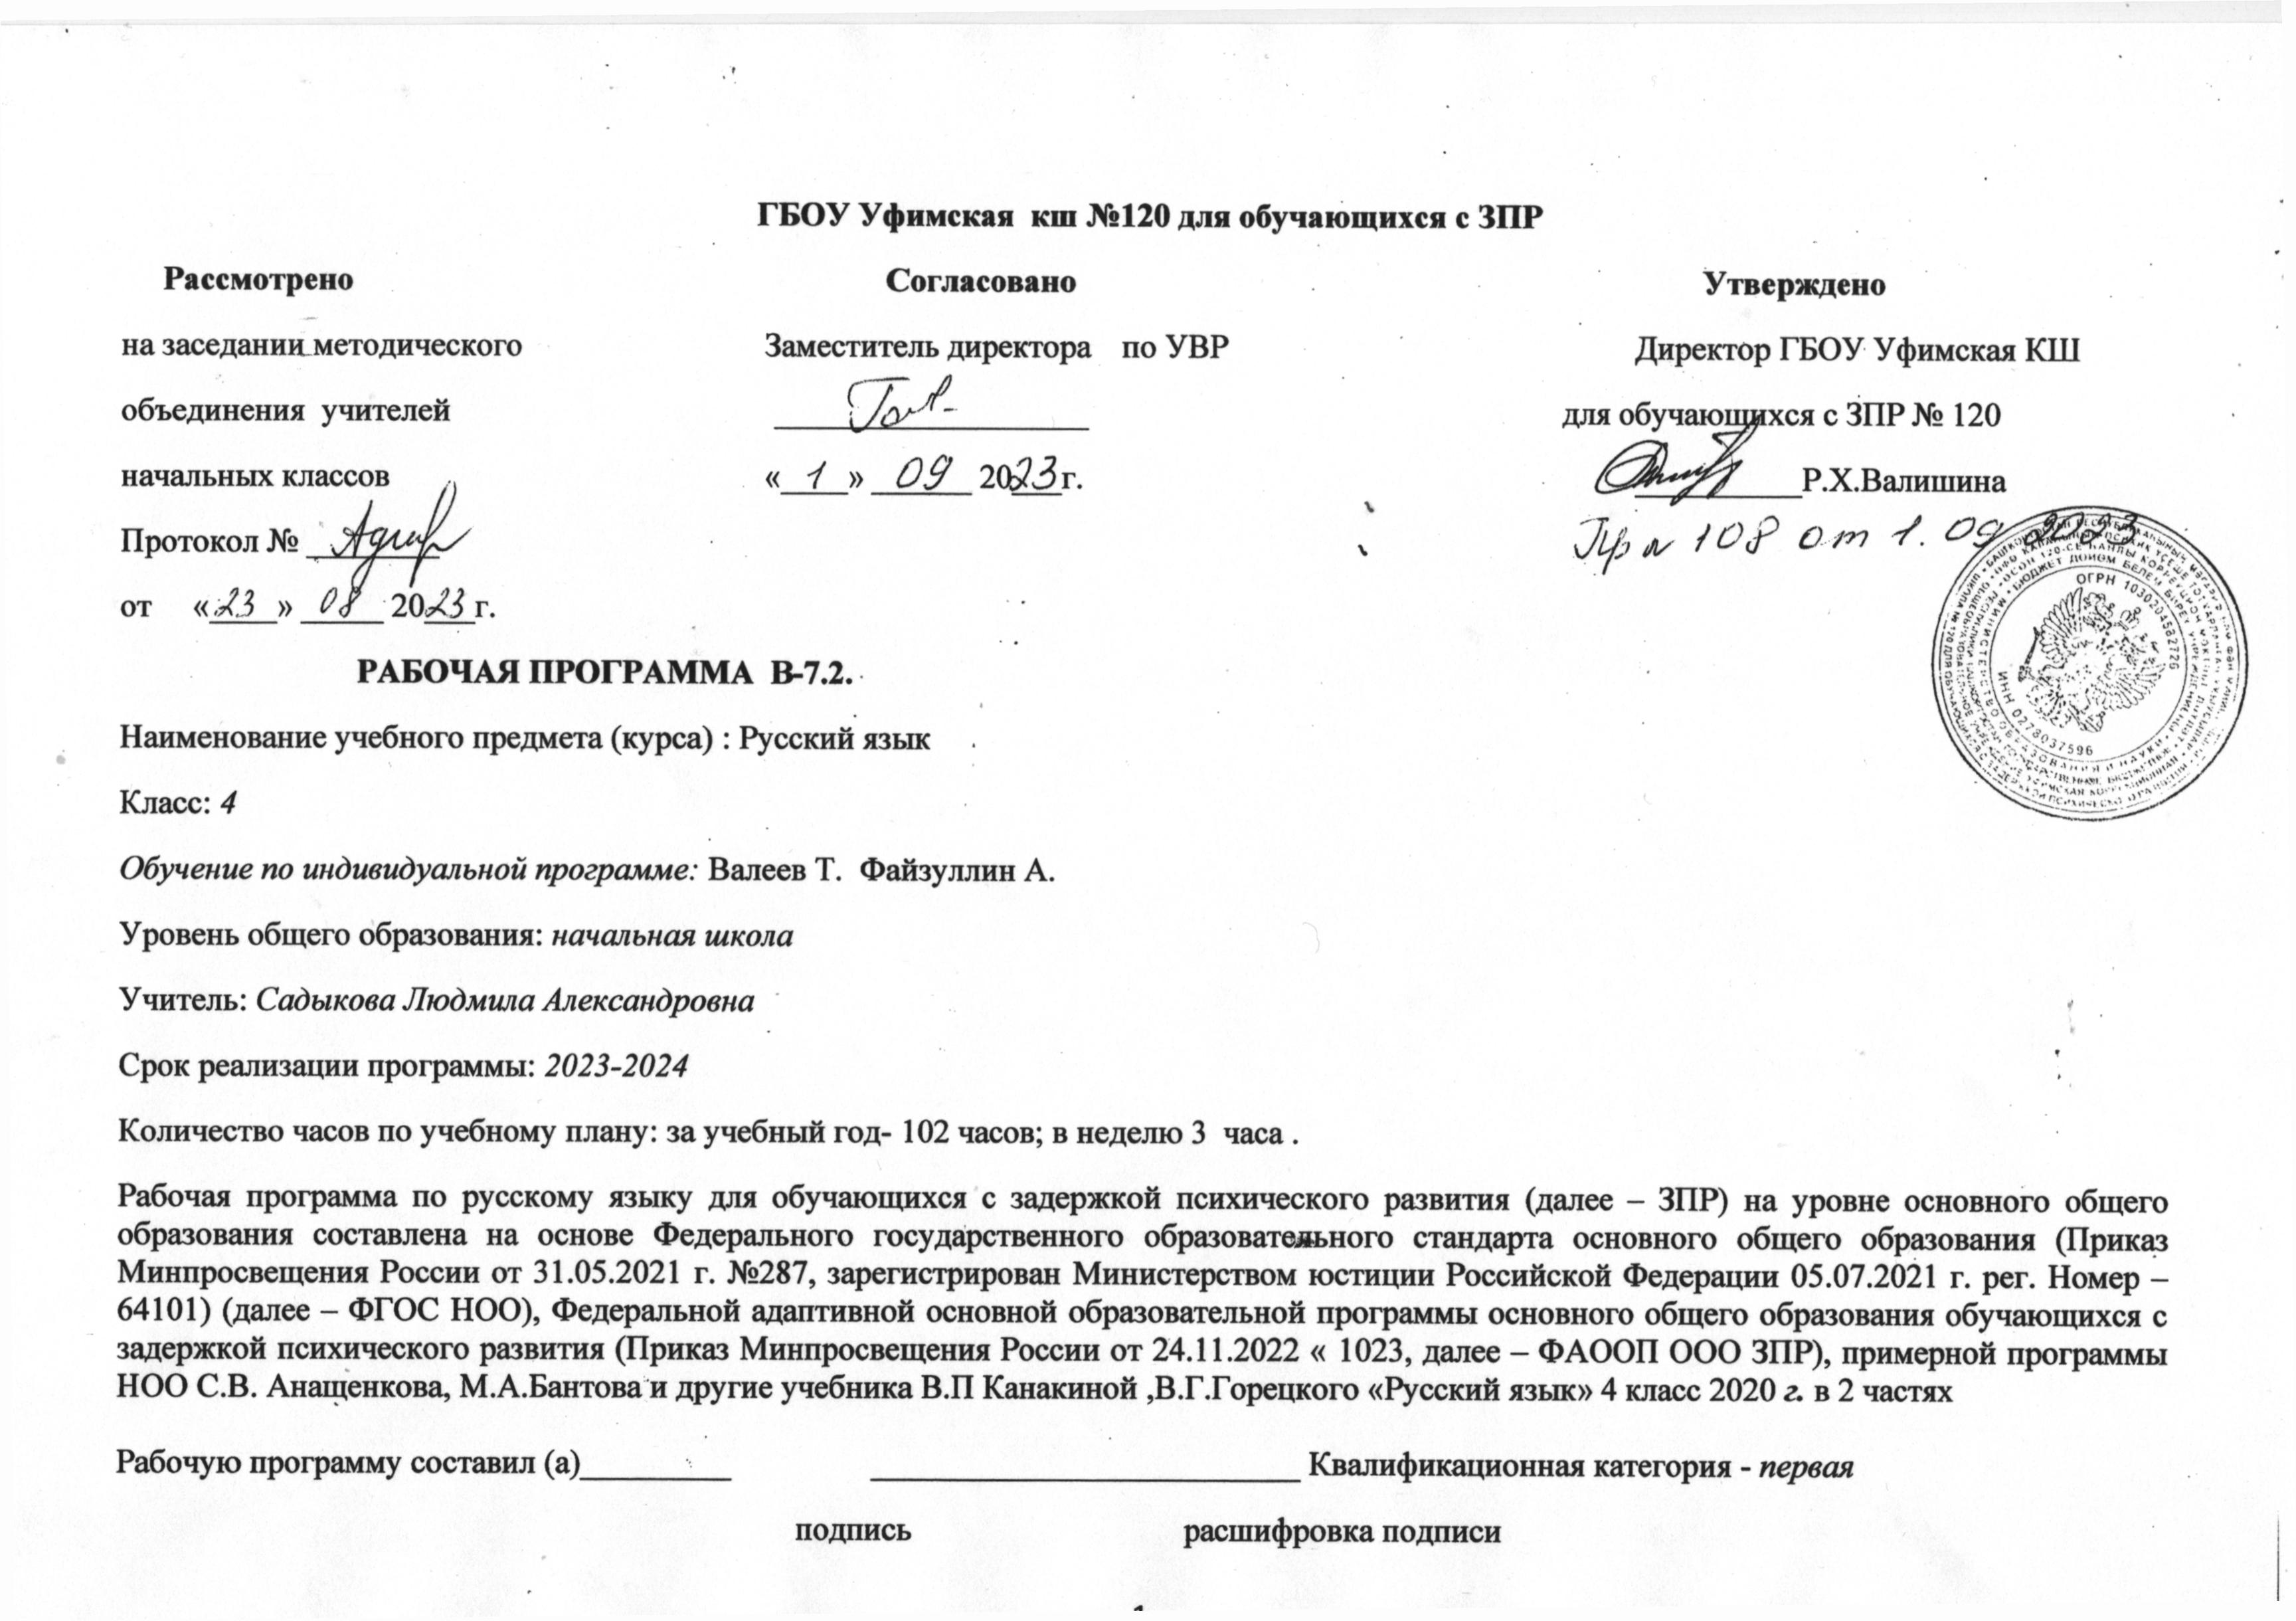 ГБОУ Уфимская кш №120 для обучающихся с ЗПР
Рассмотрено
на заседании методического
объединения учителей
начальных классов
Протокол №
от «23» 08 2023г.
Согласовано
Заместитель директора по УВР
«1» 09 2023г.
Утверждено
Директор ГБОУ Уфимская КШ
для обучающихся с ЗПР № 120
Р.Х.Валишина
Пр № 108 от 1.09 2023
ОГРН 1030204582726
ИНН 0278037596
РАБОЧАЯ ПРОГРАММА В-7.2.
Наименование учебного предмета (курса) : Русский язык
Класс: 4
Обучение по индивидуальной программе: Валеев Т. Файзуллин А.
Уровень общего образования: начальная школа
Учитель: Садыкова Людмила Александровна
Срок реализации программы: 2023-2024
Количество часов по учебному плану: за учебный год- 102 часов; в неделю 3 часа .
Рабочая программа по русскому языку для обучающихся с задержкой психического развития (далее – ЗПР) на уровне основного общего
образования составлена на основе Федерального государственного образовательного стандарта основного общего образования (Приказ
Минпросвещения России от 31.05.2021 г. №287, зарегистрирован Министерством юстиции Российской Федерации 05.07.2021 г. рег. Номер –
64101) (далее – ФГОС НОО), Федеральной адаптивной основной образовательной программы основного общего образования обучающихся с
задержкой психического развития (Приказ Минпросвещения России от 24.11.2022 « 1023, далее – ФАООП ООО ЗПР), примерной программы
НОО С.В. Анащенкова, М.А.Бантова и другие учебника В.П Канакиной ,В.Г.Горецкого «Русский язык» 4 класс 2020 г. в 2 частях
Рабочую программу составил (а)__________ ____________________________ Квалификационная категория - первая
подпись расшифровка подписи
1